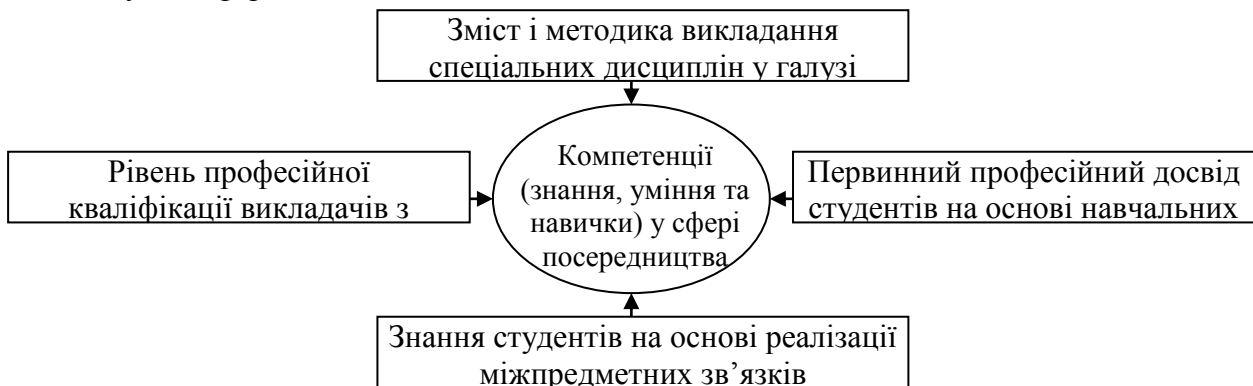 Зміст і методика викладання
спеціальних дисциплін у галузі
Рівень професійної
кваліфікації викладачів з
Компетенції
(знання, уміння та
навички) у сфері
посередництва
Первинний професійний досвід
студентів на основі навчальних
Знання студентів на основі реалізації
міжпредметних зв’язків